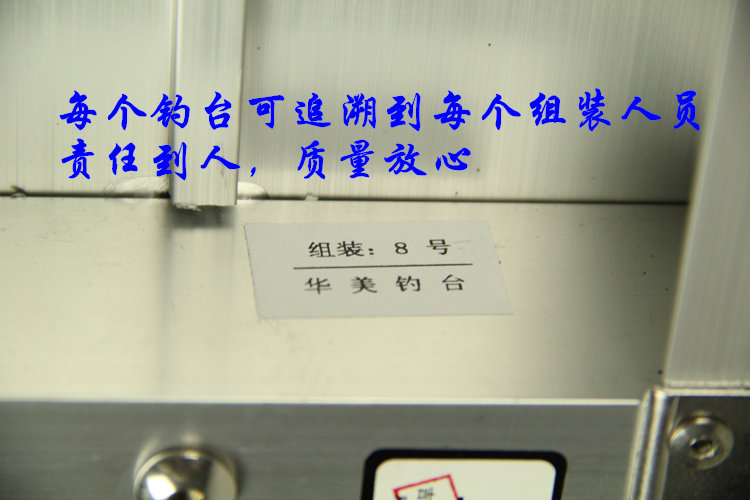 每个钓台可追溯到每个组装人员
责任到人，质量放心
组装：8 号
华 美 钓 台